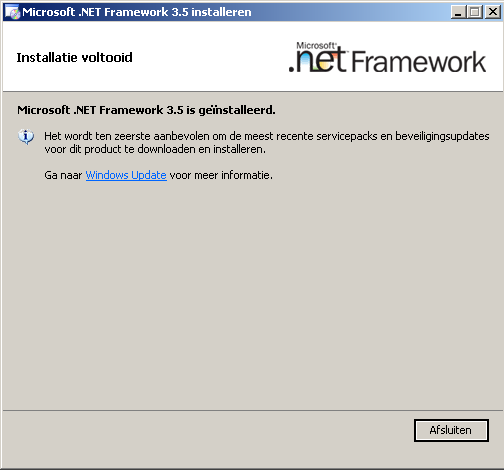 Microsoft .NET Framework 3.5 installeren
Installatie voltooid
Microsoft®
.net Framework
Microsoft .NET Framework 3.5 is geïnstalleerd.
Het wordt ten zeerste aanbevolen om de meest recente servicepacks en beveiligingsupdates
voor dit product te downloaden en installeren.
Ga naar Windows Update voor meer informatie.
Afsluiten